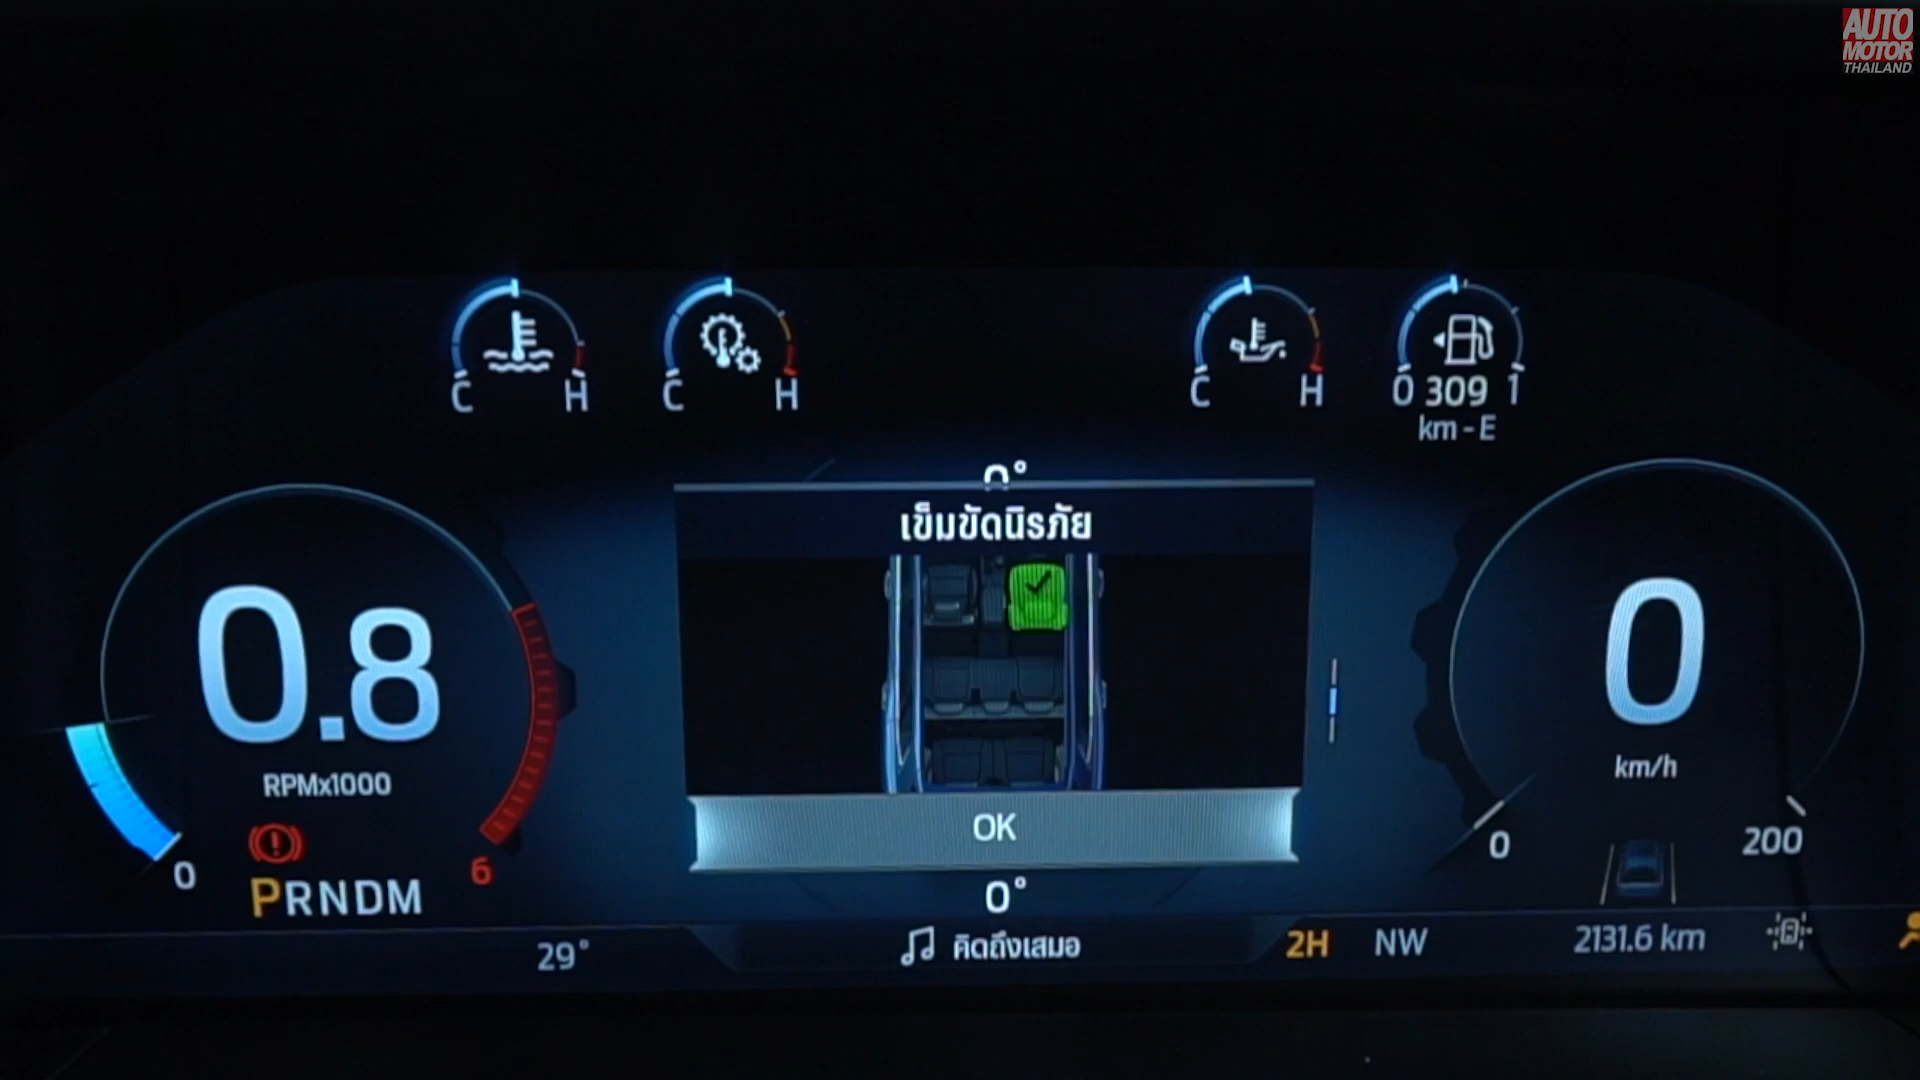 AUTO
MOTOR
THAILAND
C H
C H
C H
0 309 1
km - E
0°
เข็มขัดนิรภัย
OK
0°
0.8
RPMx1000
0 6
PRNDM
0
km/h
0 200
29°
คิดถึงเสมอ
2H NW
2131.6 km